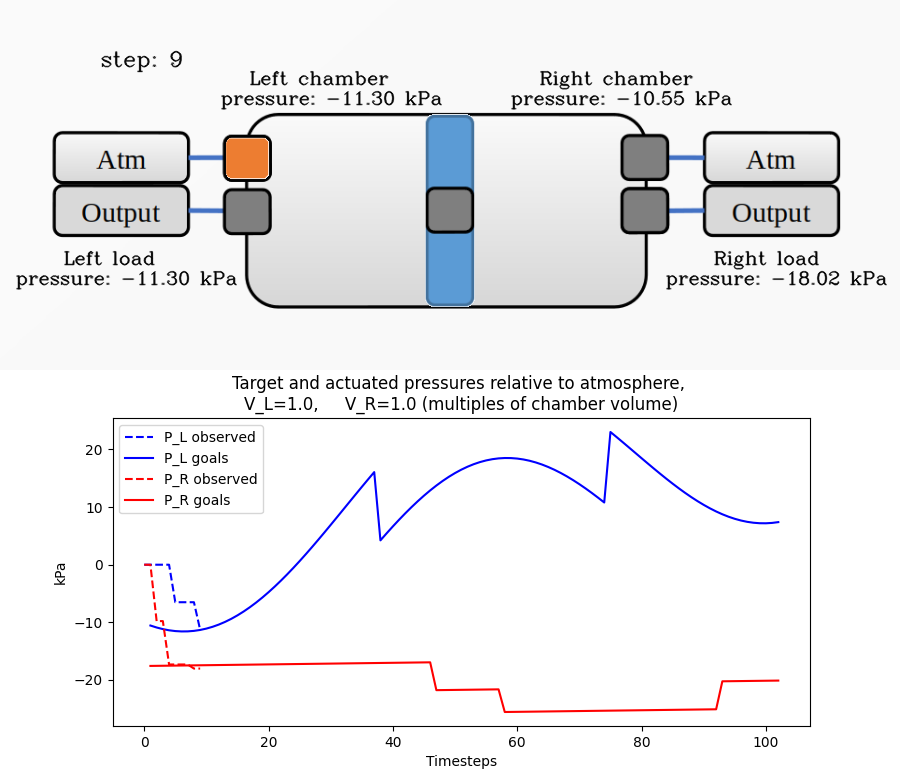 step: 9
Left chamber
pressure: −11.30 kPa
Right chamber
pressure: −10.55 kPa
Atm
Output
Atm
Output
Left load
pressure: −11.30 kPa
Right load
pressure: −18.02 kPa
Target and actuated pressures relative to atmosphere,
V_L=1.0, V_R=1.0 (multiples of chamber volume)
P_L observed
P_L goals
P_R observed
P_R goals
20
10
0
−10
−20
kPa
0 20 40 60 80 100
Timesteps